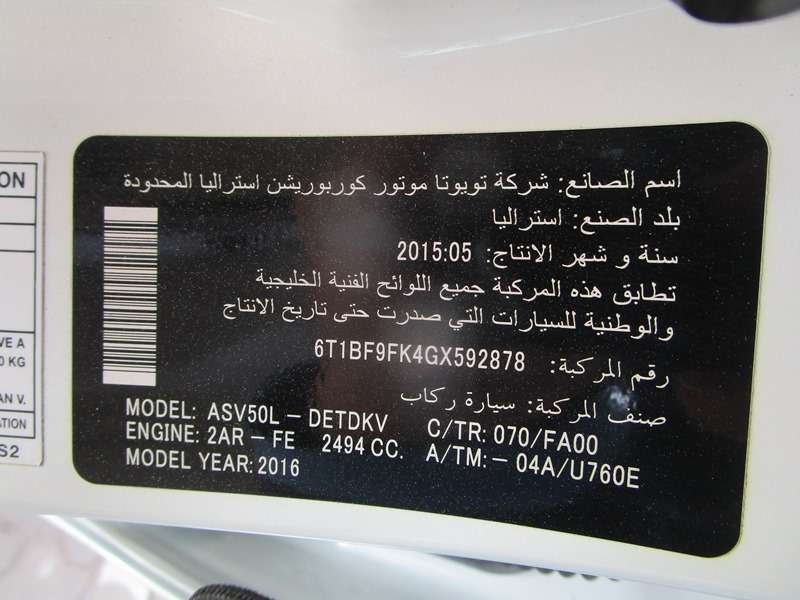 اسم الصانع: شركة تويوتا موتور كوربوريشن استراليا المحدودة
بلد الصنع: استراليا
سنة و شهر الانتاج: 2015:05
تطابق هذه المركبة جميع اللوائح الفنية الخليجية
والوطنية للسيارات التي صدرت حتى تاريخ الانتاج
رقم المركبة: 6T1BF9FK4GX592878
صنف المركبة: سيارة ركاب
MODEL: ASV50L - DETDKV C/TR: 070/FA00
ENGINE: 2AR - FE 2494 CC. A/TM: - 04A/U760E
MODEL YEAR: 2016
ON
VE A
0 KG
AN V.
ATION
S2